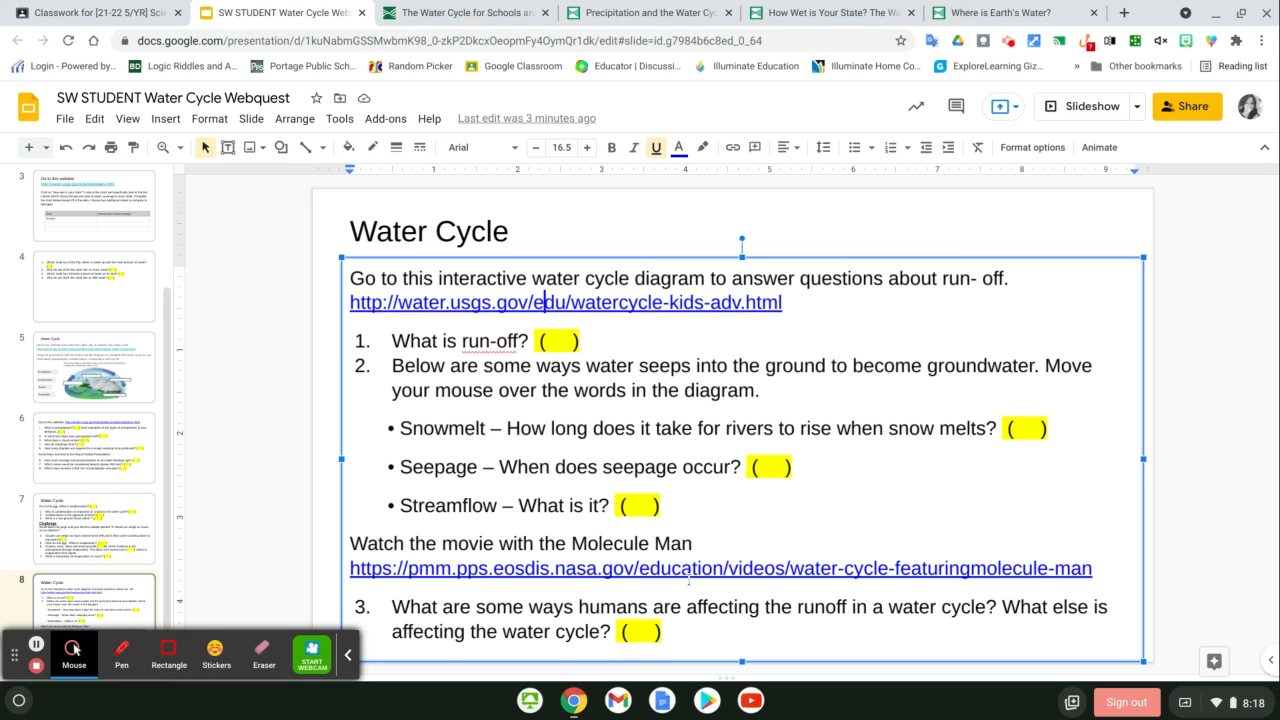 [21-22 5/YR] Scien
SW STUDENT Water Cycle Web
The Water Cycle for Schools an
Precipitation and the Water Cy
How Wet is Your State? The W
Where is Earth's Water?
docs.google.com/presentation/d/1kuNabmGSSMwbmK98_0-zkP2DkcxOeopmFy4OymQr1dk/edit#slide=id.g7984b6c8ed_0_64
Login - Powered by...
Logic Riddles and A...
Portage Public Sch...
Random Picker
Google Classroom
Educator | Discussi...
Illuminate Education
Illuminate Home Co...
ExploreLearning Giz...
Other bookmarks
Reading list
SW STUDENT Water Cycle Webquest
Slideshow
Share
File Edit View Insert Format Slide Arrange Tools Add-ons Help Last edit was 3 minutes ago
Arial
16.5
Format options
Animate
3
4
5
6
7
8
Water Cycle
Go to this interactive water cycle diagram to answer questions about run- off.
http://water.usgs.gov/edu/watercycle-kids-adv.html
1. What is run-off? ( )
2. Below are some ways water seeps into the ground to become groundwater. Move
your mouse over the words in the diagram.
• Snowmelt – How long does it take for rivers to rise when snow melts? ( )
• Seepage – When does seepage occur? ( )
• Streamflow – What is it? ( )
Watch the movie on the Molecule Man
https://pmm.pps.eosdis.nasa.gov/education/videos/water-cycle-featuringmolecule-man
3. What are some ways humans are affecting the runoff in a water cycle? What else is
affecting the water cycle? ( )
Mouse
Pen
Rectangle
Stickers
Eraser
START
WEBCAM
Sign out
8:18